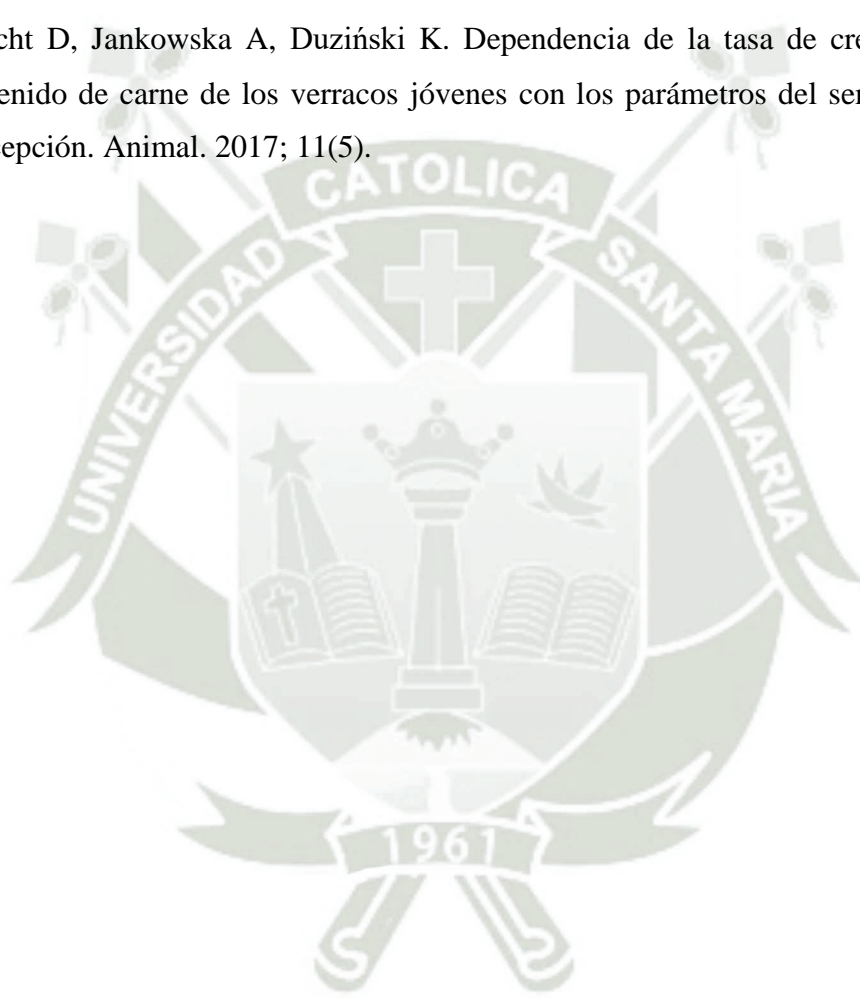 cht D, Jankowska A, Duziński K. Dependencia de la tasa de cre
enido de carne de los verracos jóvenes con los parámetros del ser
epción. Animal. 2017; 11(5).
UNIVERSIDAD CATOLICA SANTA MARIA
1961